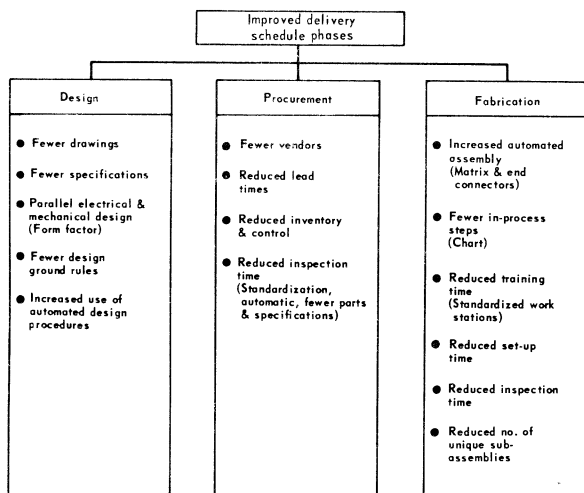 Improved delivery
schedule phases
Design
● Fewer drawings
● Fewer specifications
● Parallel electrical &
mechanical design
(Form factor)
● Fewer design
ground rules
● Increased use of
automated design
procedures
Procurement
● Fewer vendors
● Reduced lead
times
● Reduced inventory
& control
● Reduced inspection
time
(Standardization,
automatic, fewer parts
& specifications)
Fabrication
● Increased automated
assembly
(Matrix & end
connectors)
● Fewer in-process
steps
(Chart)
● Reduced training
time
(Standardized work
stations)
● Reduced set-up
time
● Reduced inspection
time
● Reduced no. of
unique sub-
assemblies